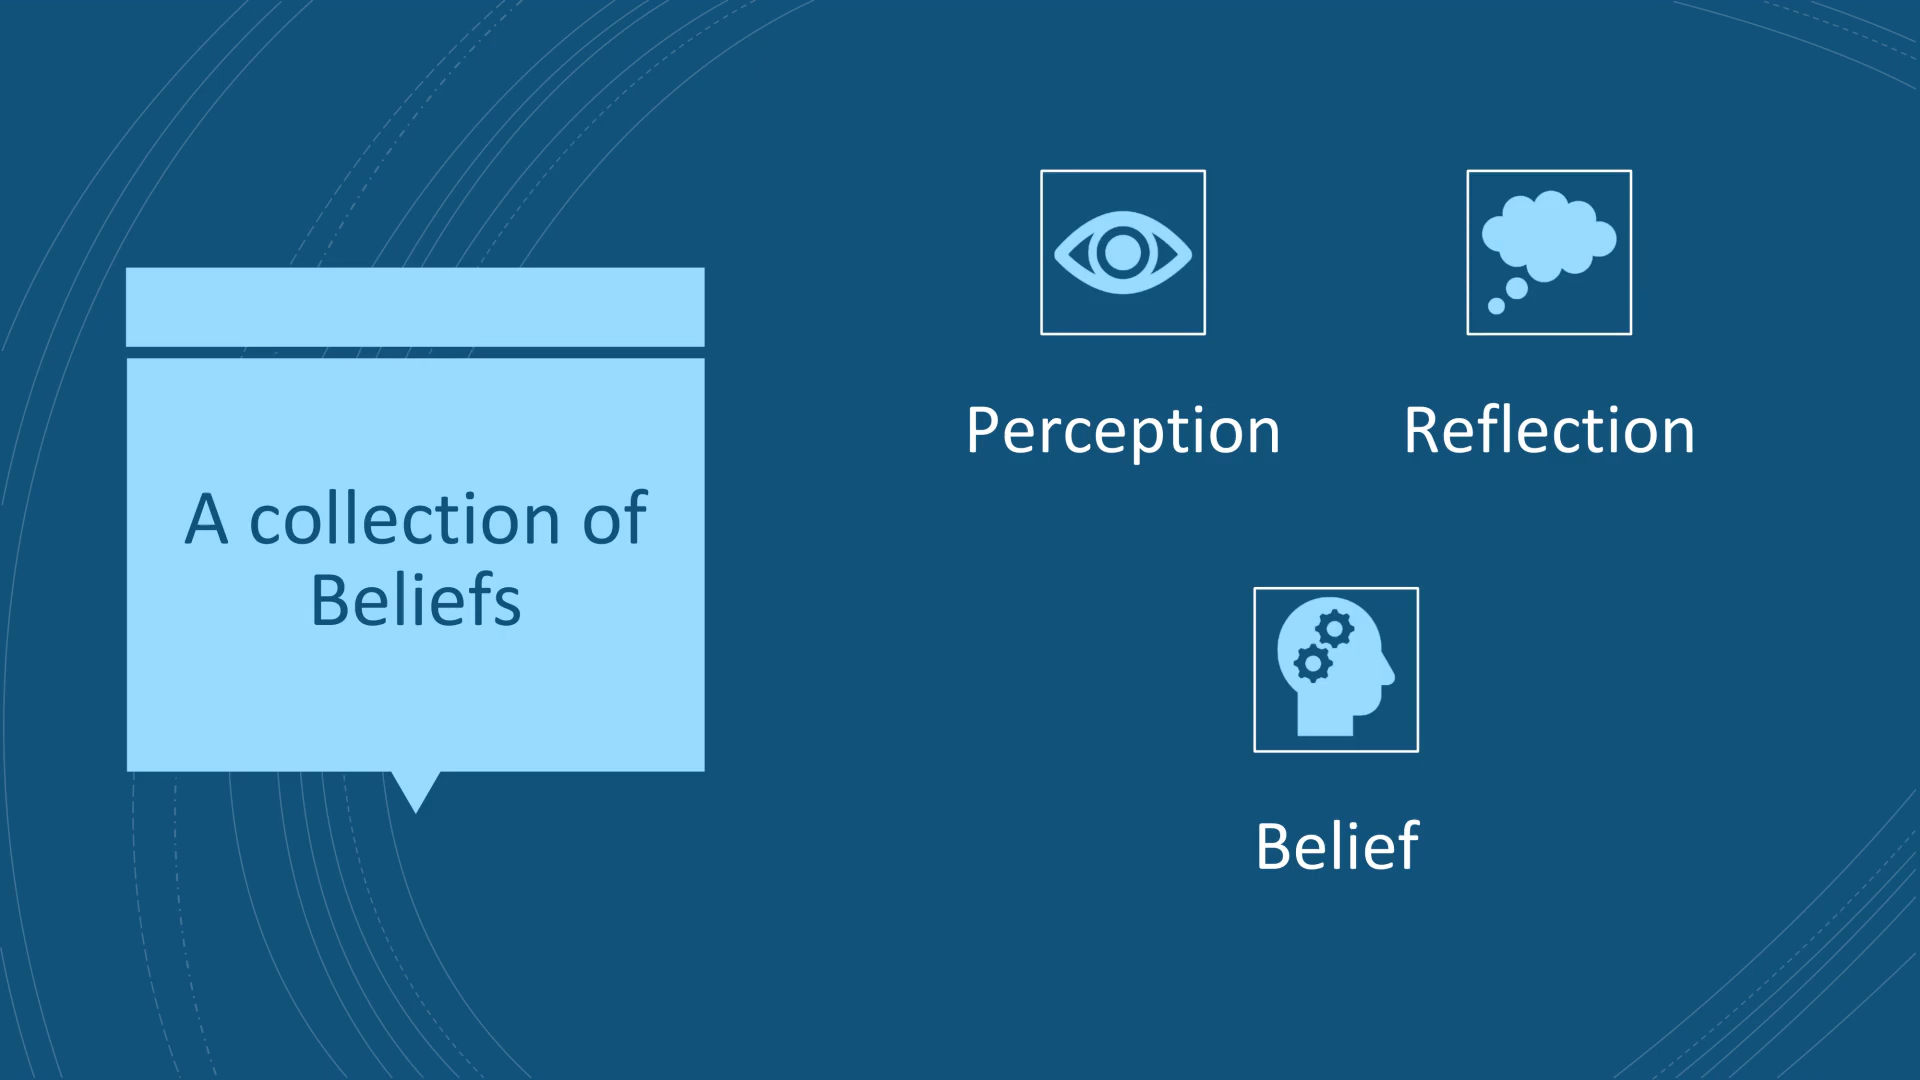 A collection of
Beliefs
Perception
Reflection
Belief